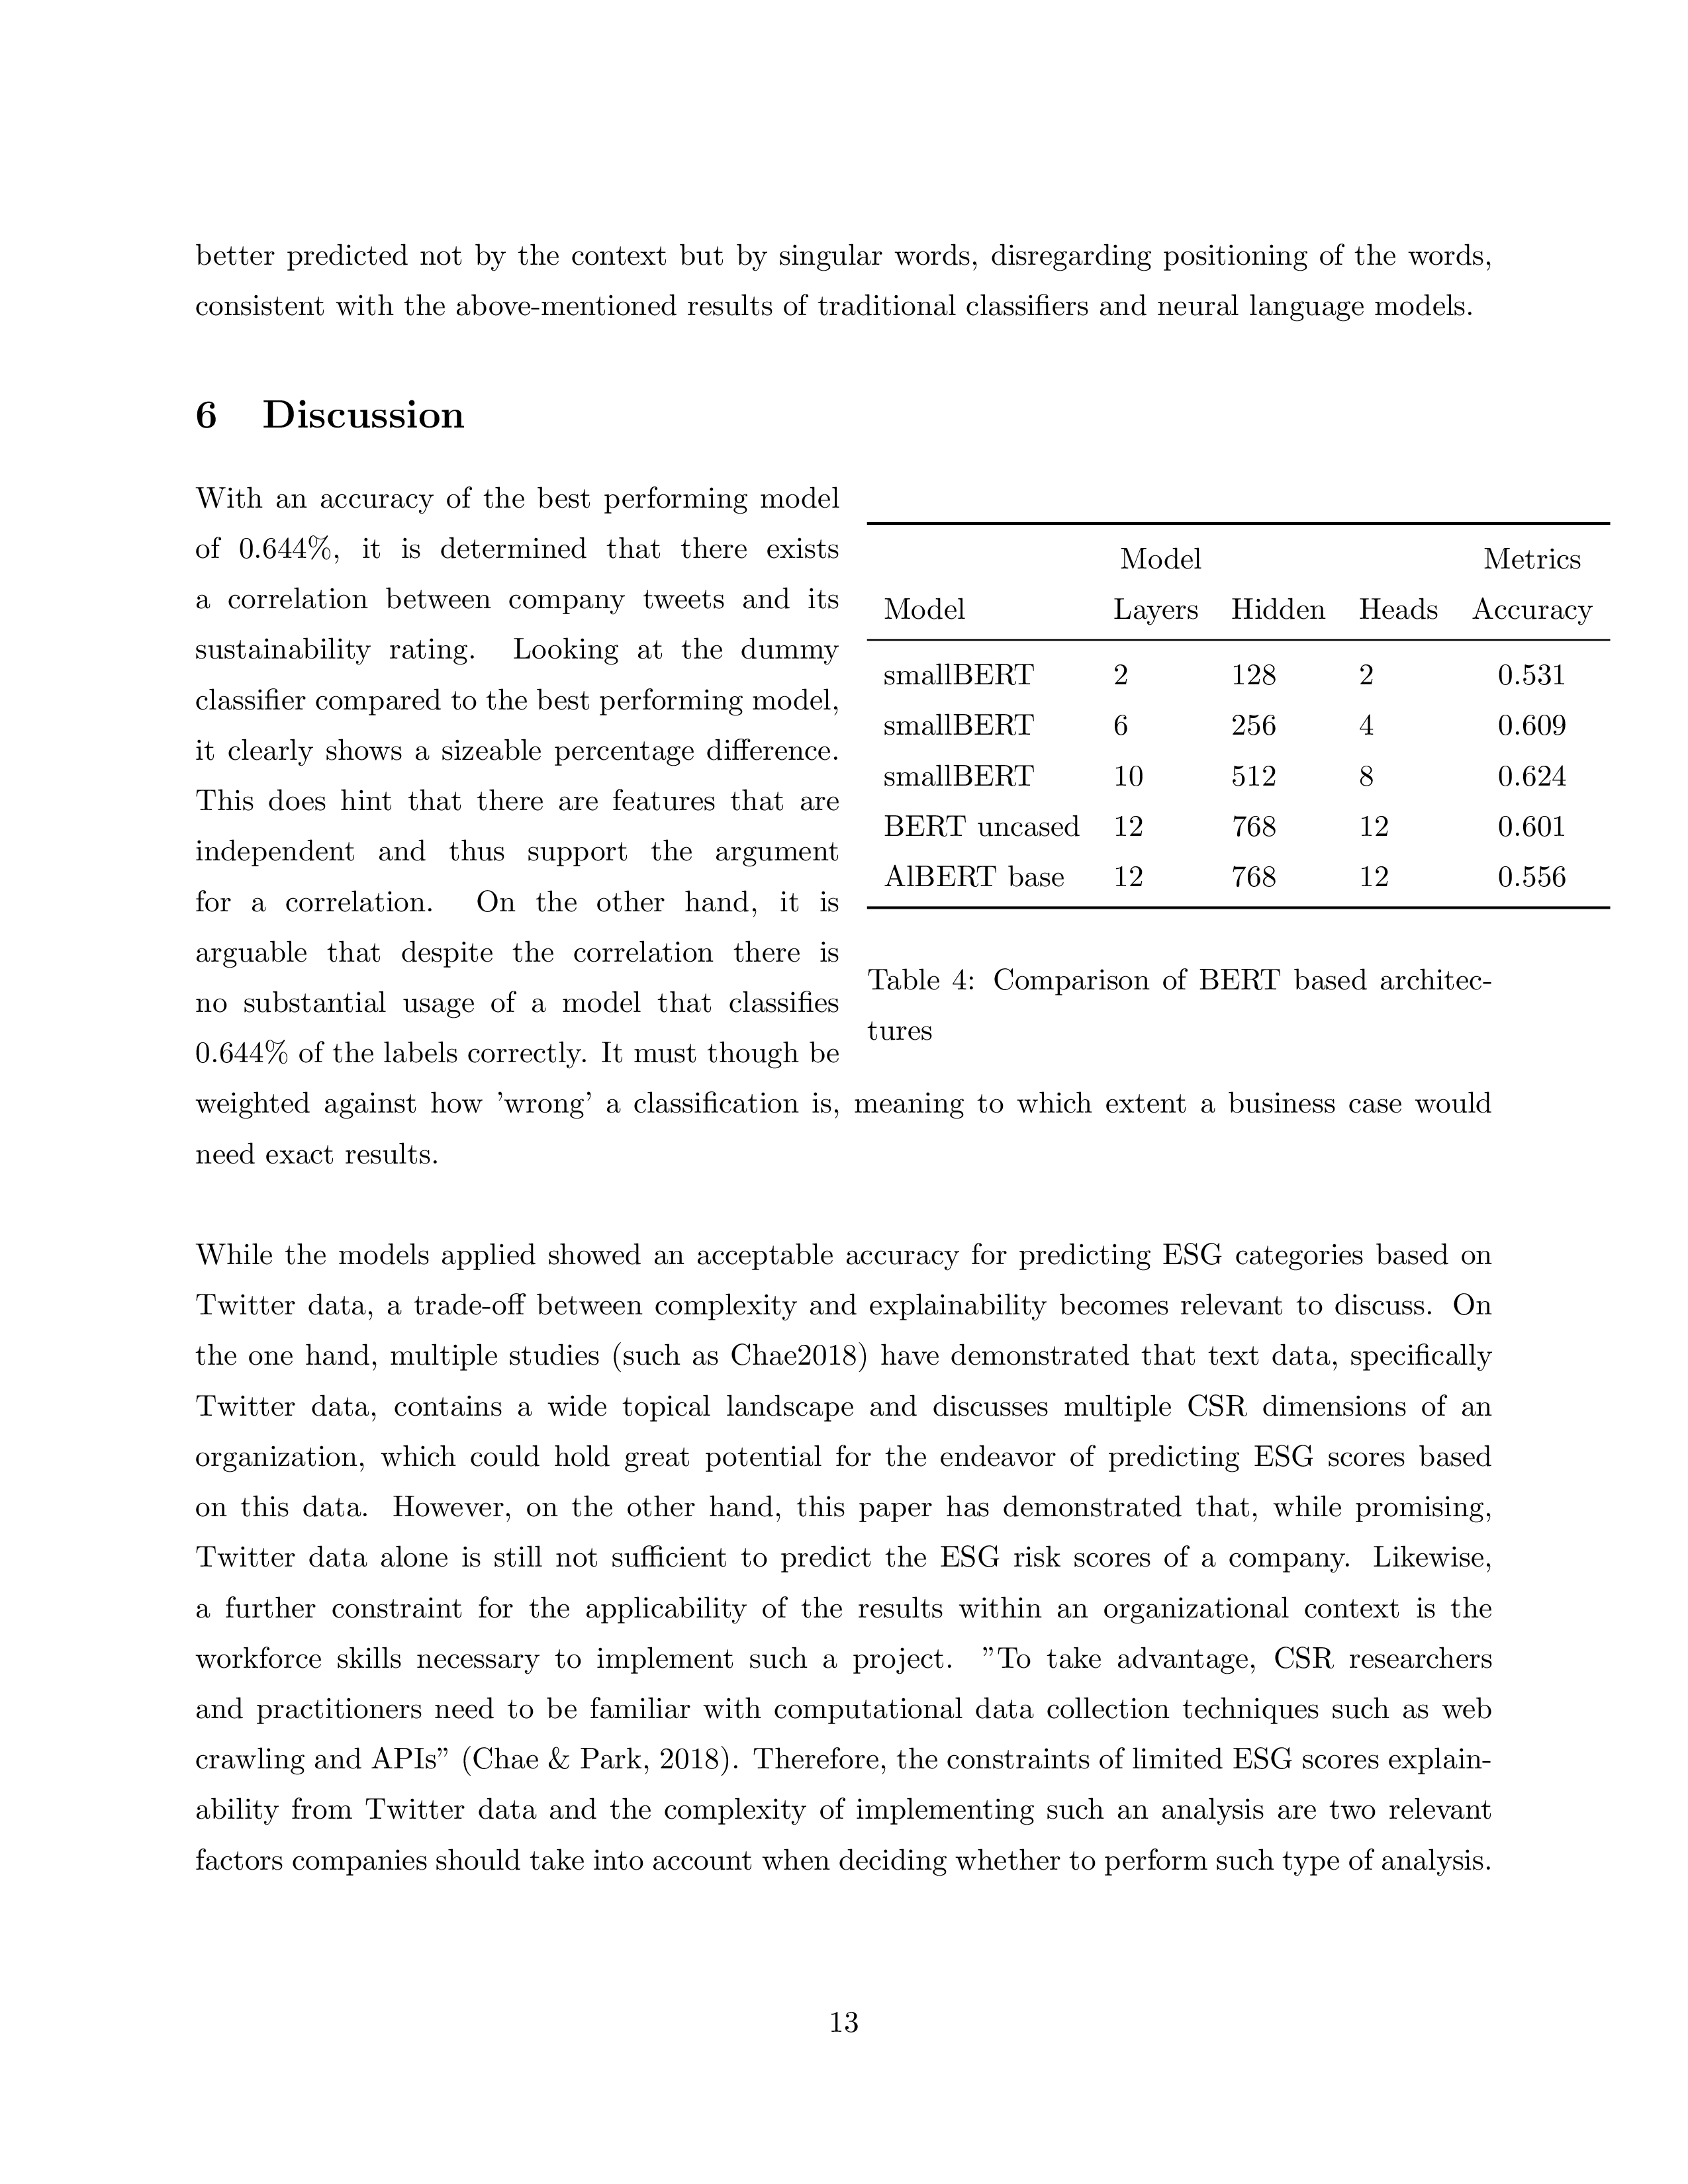 better predicted not by the context but by singular words, disregarding positioning of the words,
consistent with the above-mentioned results of traditional classifiers and neural language models.
6 Discussion
With an accuracy of the best performing model
of 0.644%, it is determined that there exists
a correlation between company tweets and its
sustainability rating. Looking at the dummy
classifier compared to the best performing model,
it clearly shows a sizeable percentage difference.
This does hint that there are features that are
independent and thus support the argument
for a correlation. On the other hand, it is
arguable that despite the correlation there is
no substantial usage of a model that classifies
0.644% of the labels correctly. It must though be
weighted against how 'wrong' a classification is, meaning to which extent a business case would
need exact results.
Model Metrics
Model Layers Hidden Heads Accuracy
smallBERT 2 128 2 0.531
smallBERT 6 256 4 0.609
smallBERT 10 512 8 0.624
BERT uncased 12 768 12 0.601
AlBERT base 12 768 12 0.556
Table 4: Comparison of BERT based architec-
tures
While the models applied showed an acceptable accuracy for predicting ESG categories based on
Twitter data, a trade-off between complexity and explainability becomes relevant to discuss. On
the one hand, multiple studies (such as Chae2018) have demonstrated that text data, specifically
Twitter data, contains a wide topical landscape and discusses multiple CSR dimensions of an
organization, which could hold great potential for the endeavor of predicting ESG scores based
on this data. However, on the other hand, this paper has demonstrated that, while promising,
Twitter data alone is still not sufficient to predict the ESG risk scores of a company. Likewise,
a further constraint for the applicability of the results within an organizational context is the
workforce skills necessary to implement such a project. ”To take advantage, CSR researchers
and practitioners need to be familiar with computational data collection techniques such as web
crawling and APIs” (Chae & Park, 2018). Therefore, the constraints of limited ESG scores explain-
ability from Twitter data and the complexity of implementing such an analysis are two relevant
factors companies should take into account when deciding whether to perform such type of analysis.
13